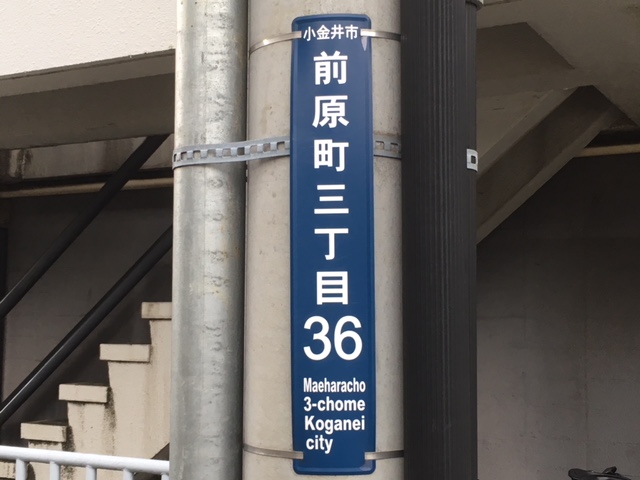 小金井市
前原町三丁目
36
Maeharacho
3-chome
Koganei
city